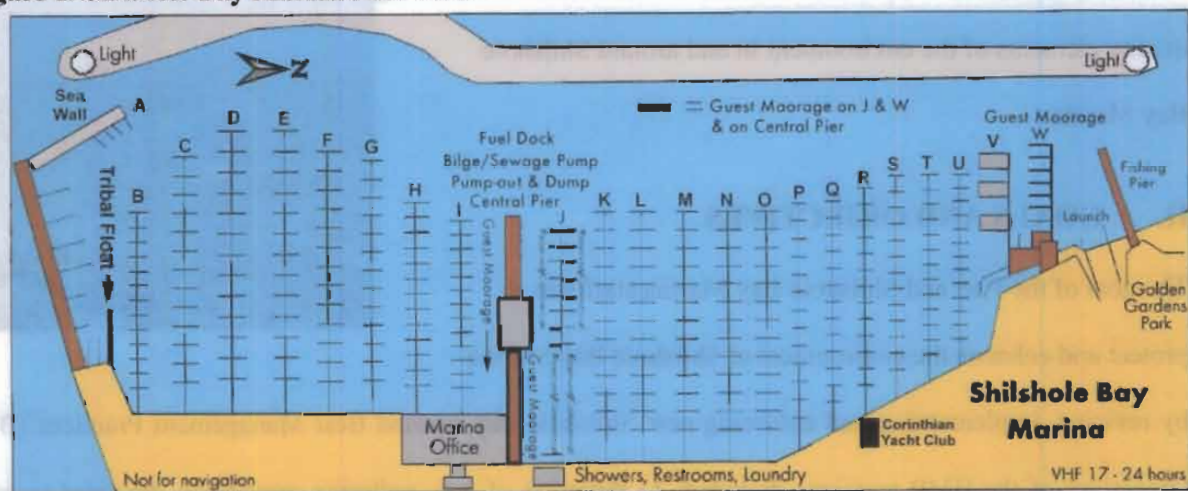 Light
Light
N
Sea
Wall
A
Tribal Float
B
C
D
E
F
G
H
I
Fuel Dock
Bilge/Sewage Pump
Pump-out & Dump
Central Pier
Guest Moorage
Guest Moorage
J
Guest Moorage on J & W
& on Central Pier
K
L
M
N
O
P
Q
R
S
T
U
V
Guest Moorage
W
Fishing
Pier
Launch
Golden
Gardens
Park
Marina
Office
Corinthian
Yacht Club
Shilshole Bay
Marina
Showers, Restrooms, Laundry
Not for navigation
VHF 17 - 24 hours